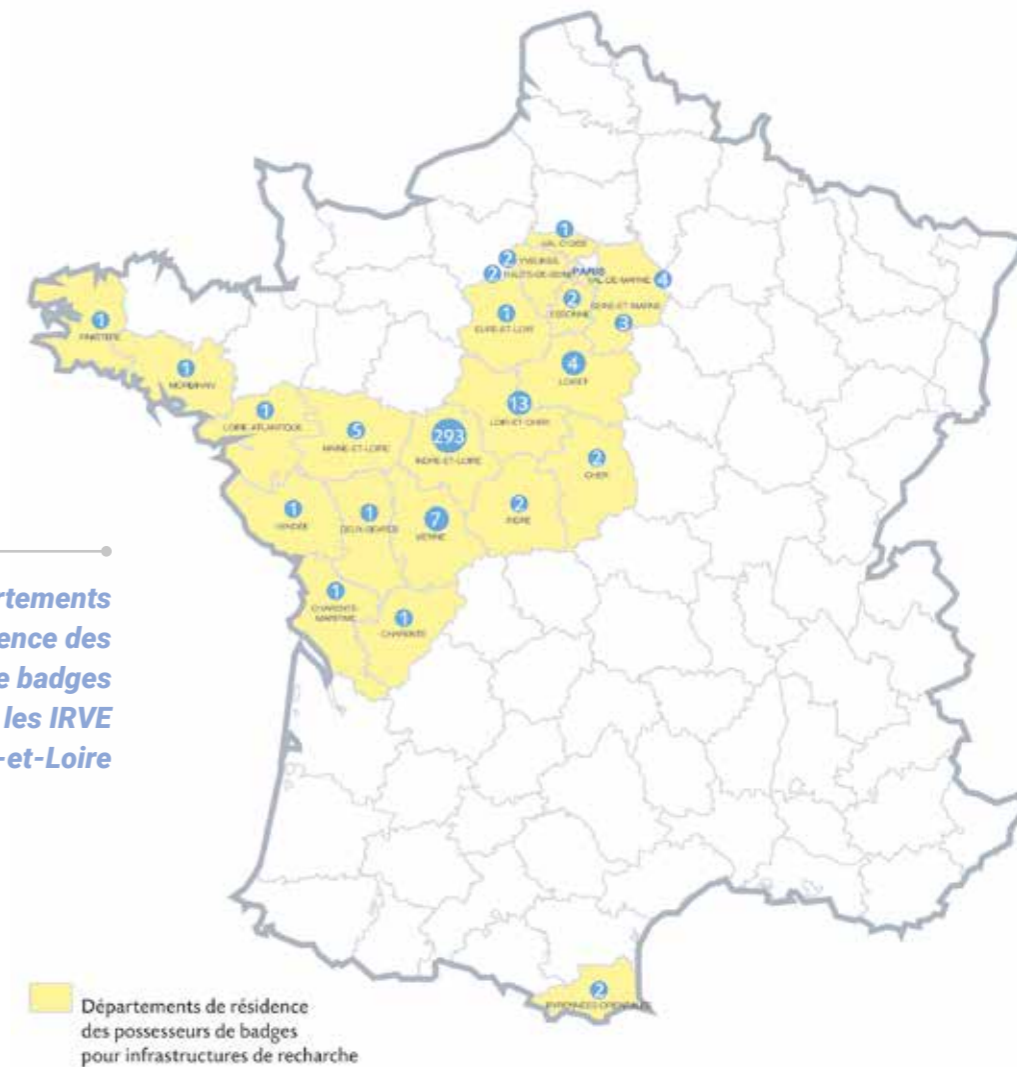 1
VAL D'OISE
2
YVELINES
2
HAUTS-DE-SEINE
PARIS
VAL-DE-MARNE
4
1
EURE-ET-LOIR
2
ESSONNE
SEINE-ET-MARNE
3
1
FINISTÈRE
1
MORBIHAN
4
LOIRET
13
LOIR-ET-CHER
1
LOIRE-ATLANTIQUE
5
MAINE-ET-LOIRE
293
INDRE-ET-LOIRE
2
CHER
1
VENDÉE
1
DEUX-SÈVRES
7
VIENNE
2
INDRE
1
CHARENTE-
MARITIME
1
CHARENTE
rtements
ence des
e badges
les IRVE
-et-Loire
2
PYRÉNÉES-ORIENTALES
Départements de résidence
des possesseurs de badges
pour infrastructures de recharche